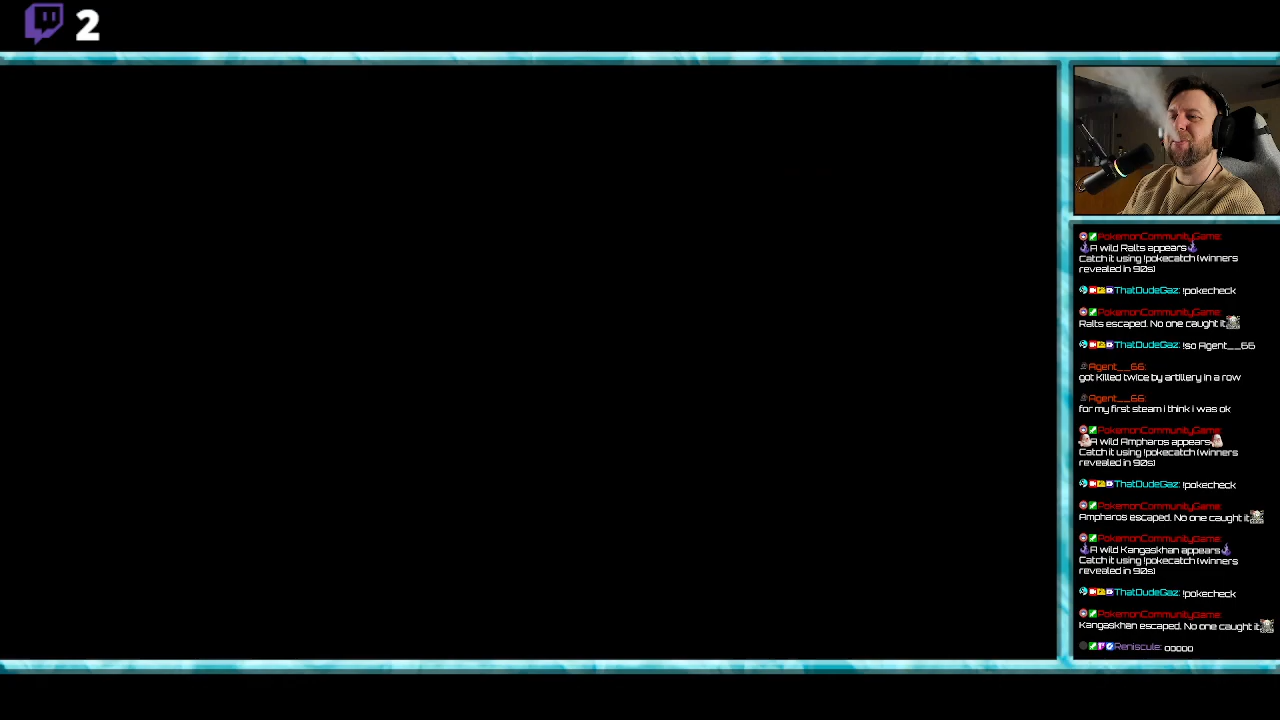 2
PokemonCommunityGame:
A wild Ralts appears
Catch it using !pokecatch (winners
revealed in 90s)
ThatDudeGaz: !pokecheck
PokemonCommunityGame:
Ralts escaped. No one caught it
ThatDudeGaz: !so Agent__66
Agent__66:
got killed twice by artillery in a row
Agent__66:
for my first steam i think i was ok
PokemonCommunityGame:
A wild Ampharos appears
Catch it using !pokecatch (winners
revealed in 90s)
ThatDudeGaz: !pokecheck
PokemonCommunityGame:
Ampharos escaped. No one caught it
PokemonCommunityGame:
A wild Kangaskhan appears
Catch it using !pokecatch (winners
revealed in 90s)
ThatDudeGaz: !pokecheck
PokemonCommunityGame:
Kangaskhan escaped. No one caught it
Reniscule: ooooo